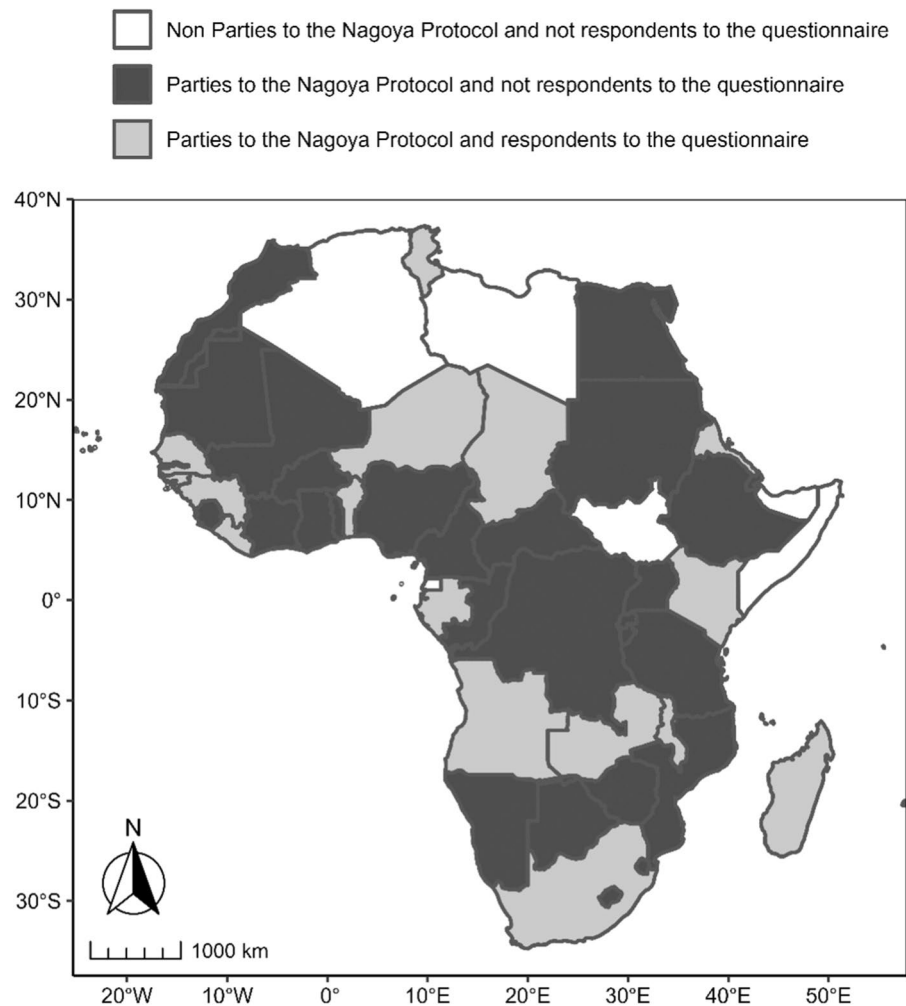 Non Parties to the Nagoya Protocol and not respondents to the questionnaire
Parties to the Nagoya Protocol and not respondents to the questionnaire
Parties to the Nagoya Protocol and respondents to the questionnaire
40°N
30°N
20°N
10°N
0°
10°S
20°S
30°S
N
1000 km
20°W 10°W 0° 10°E 20°E 30°E 40°E 50°E